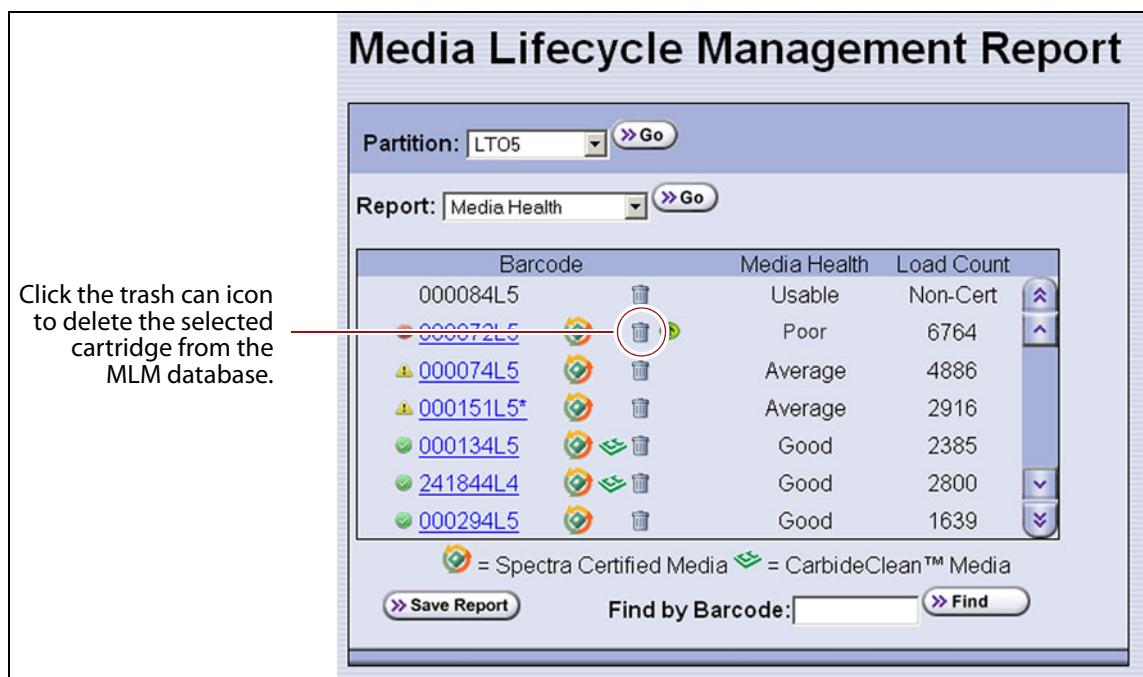 Media Lifecycle Management Report
Partition: LTO5 Go
Report: Media Health Go
Barcode Media Health Load Count
000084L5 Usable Non-Cert
000072L5 Poor 6764
000074L5 Average 4886
000151L5* Average 2916
000134L5 Good 2385
241844L4 Good 2800
000294L5 Good 1639
= Spectra Certified Media = CarbideClean™ Media
Save Report Find by Barcode: Find
Click the trash can icon
to delete the selected
cartridge from the
MLM database.